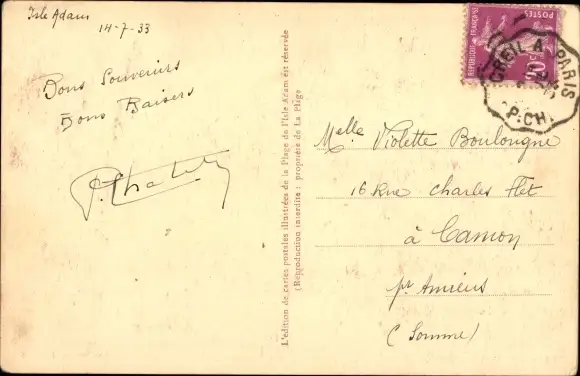 Isle Adam
14-7-33
Bons Souvenirs
Bons Baisers
L'édition de cartes postales illustrées de la Plage de l'Isle Adam est réservée
(Reproduction interdite : propriété de La Plage
POSTES
REPUBLIQUE FRANÇAISE
20
CREIL A PARIS
P.CH.
Melle Violette Boulongne
16 Rue Charles Flet
à Camon
pr Amiens
(Somme)